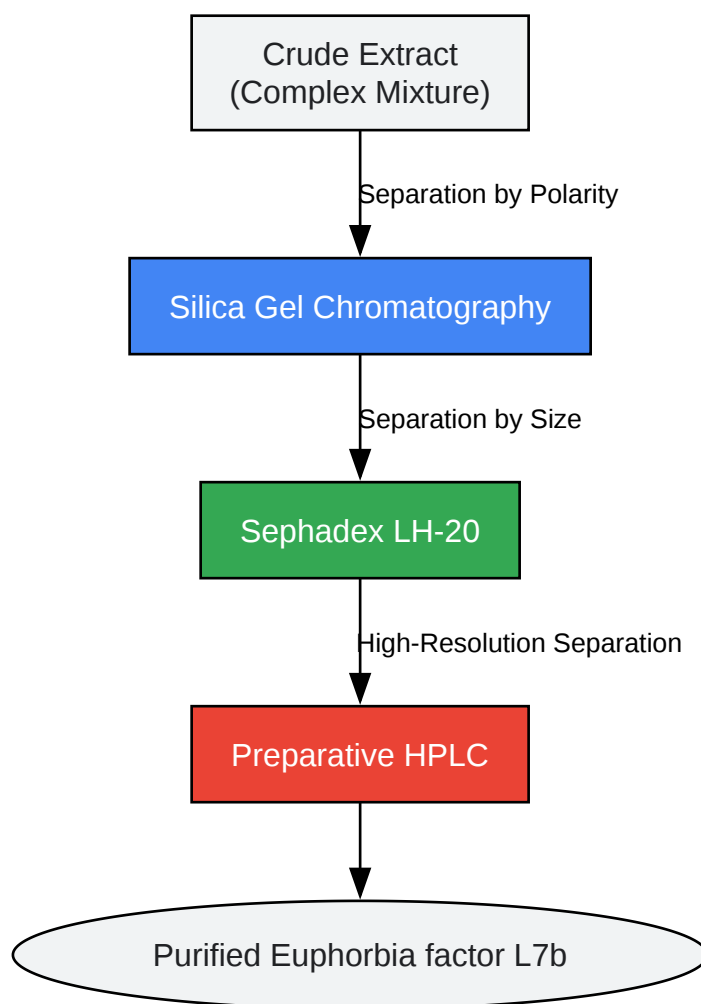 Crude Extract
(Complex Mixture)
Separation by Polarity
Silica Gel Chromatography
Separation by Size
Sephadex LH-20
High-Resolution Separation
Preparative HPLC
Purified Euphorbia factor L7b